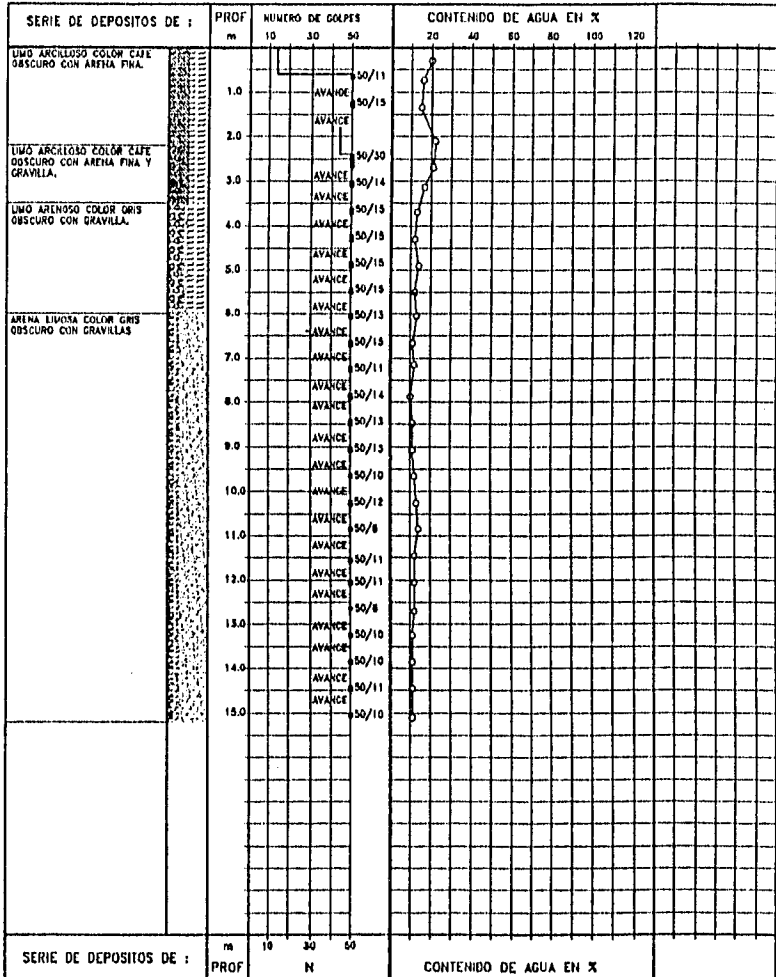 SERIE DE DEPOSITOS DE :
PROF
m
NUMERO DE GOLPES
10 30 50
CONTENIDO DE AGUA EN %
20 40 60 80 100 120
LIMO ARCILLOSO COLOR CAFE
OBSCURO CON ARENA FINA.
50/11
1.0
AVANCE
50/15
AVANCE
2.0
LIMO ARCILLOSO COLOR CAFE
OBSCURO CON ARENA FINA Y
GRAVILLA.
50/30
AVANCE
3.0
50/14
AVANCE
LIMO ARENOSO COLOR GRIS
OBSCURO CON GRAVILLA.
50/15
4.0
AVANCE
50/15
AVANCE
50/15
5.0
AVANCE
50/15
AVANCE
6.0
50/13
ARENA LIMOSA COLOR GRIS
OBSCURO CON GRAVILLAS
AVANCE
50/15
7.0
AVANCE
50/11
AVANCE
50/14
8.0
AVANCE
50/13
AVANCE
9.0
50/13
AVANCE
50/10
10.0
AVANCE
50/12
AVANCE
50/6
11.0
AVANCE
50/11
AVANCE
12.0
50/11
AVANCE
50/6
13.0
AVANCE
50/10
AVANCE
50/10
14.0
AVANCE
50/11
AVANCE
15.0
50/10
SERIE DE DEPOSITOS DE :
m
PROF
10 30 50
N
CONTENIDO DE AGUA EN %